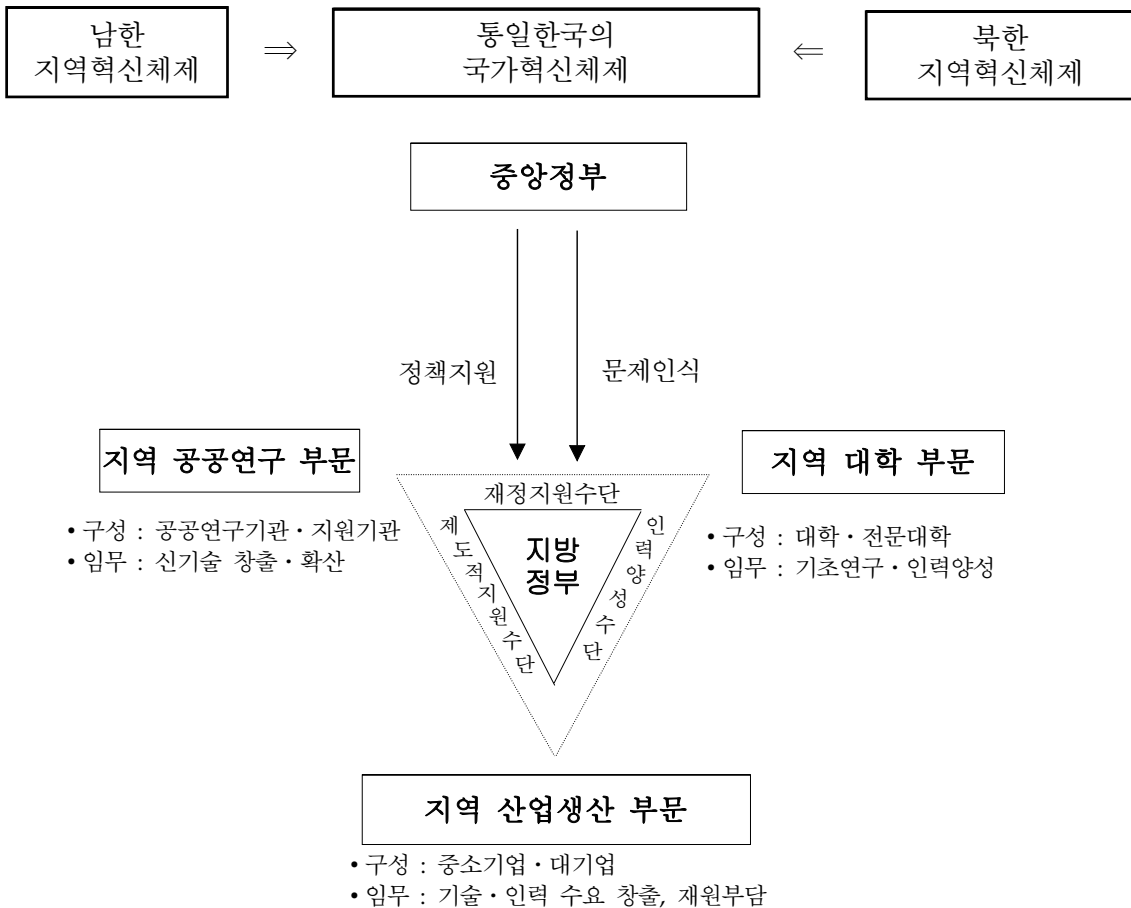 남한
지역혁신체제
⇒
통일한국의
국가혁신체제
⇐
북한
지역혁신체제
중앙정부
정책지원
문제인식
지역 공공연구 부문
• 구성 : 공공연구기관·지원기관
• 임무 : 신기술 창출·확산
지역 대학 부문
• 구성 : 대학·전문대학
• 임무 : 기초연구·인력양성
재정지원수단
제도적지원수단
인력양성수단
지방
정부
지역 산업생산 부문
• 구성 : 중소기업·대기업
• 임무 : 기술·인력 수요 창출, 재원부담